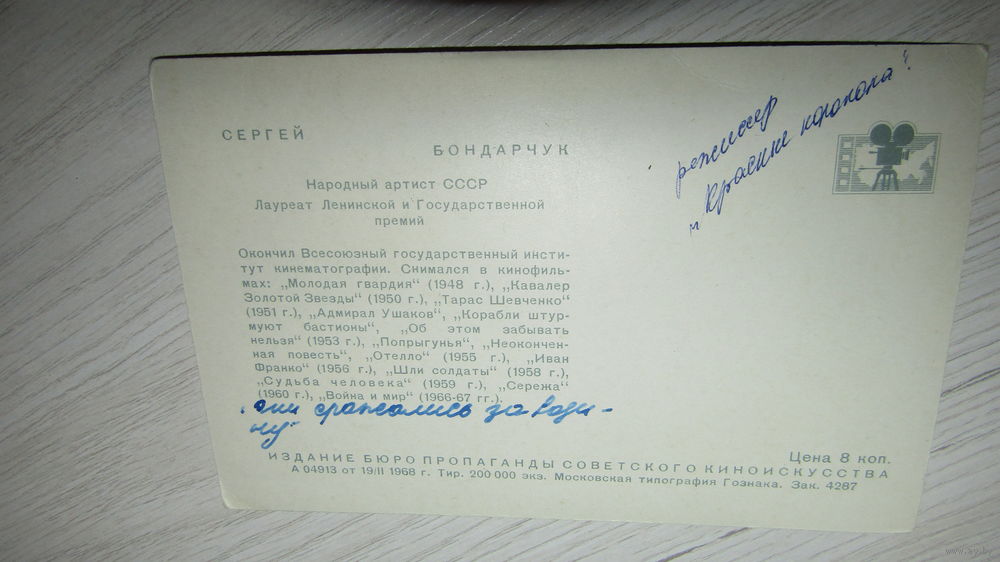 СЕРГЕЙ
БОНДАРЧУК
Народный артист СССР
Лауреат Ленинской и Государственной
премий
Окончил Всесоюзный государственный инсти-
тут кинематографии. Снимался в кинофиль-
мах: „Молодая гвардия“ (1948 г.), „Кавалер
Золотой Звезды“ (1950 г.), „Тарас Шевченко“
(1951 г.), „Адмирал Ушаков“, „Корабли штур-
муют бастионы“, „Об этом забывать
нельзя“ (1953 г.), „Попрыгунья“, „Неокончен-
ная повесть“, „Отелло“ (1955 г.), „Иван
Франко“ (1956 г.), „Шли солдаты“ (1958 г.),
„Судьба человека“ (1959 г.), „Сережа“
(1960 г.), „Война и мир“ (1966-67 гг.).
„они сражались за Роди-
ну“
режиссер
„Красные колокола“
Цена 8 коп.
ИЗДАНИЕ БЮРО ПРОПАГАНДЫ СОВЕТСКОГО КИНОИСКУССТВА
А 04913 от 19/II 1968 г. Тир. 200 000 экз. Московская типография Гознака. Зак. 4287
www.ay.by